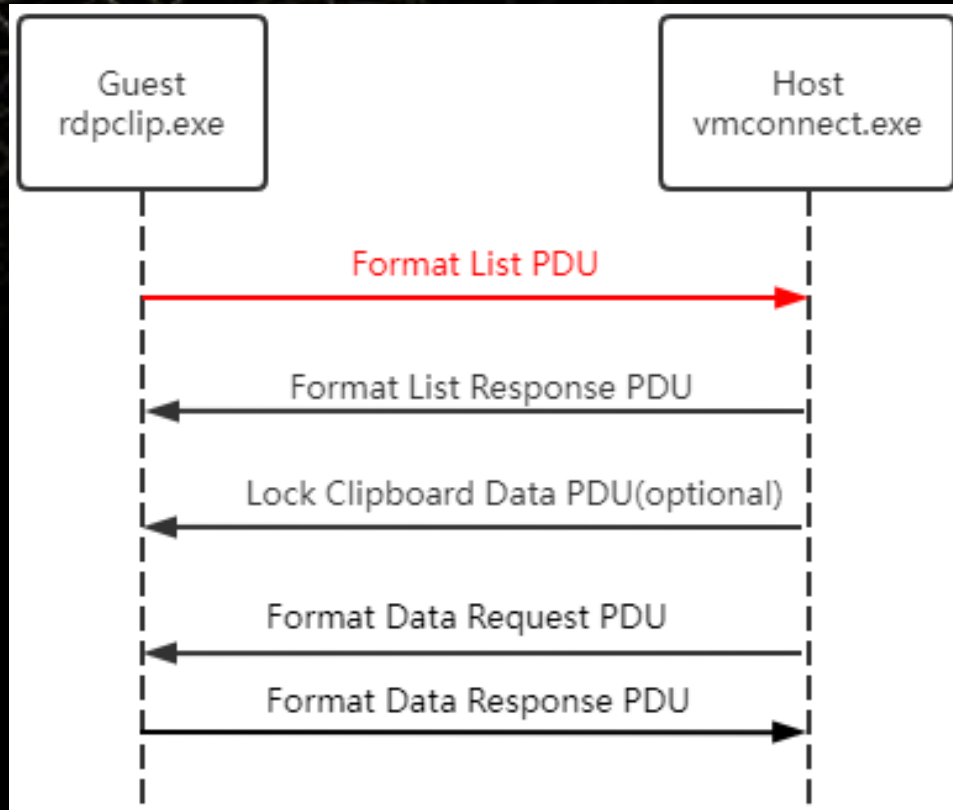 Guest
rdpclip.exe
Host
vmconnect.exe
Format List PDU
Format List Response PDU
Lock Clipboard Data PDU(optional)
Format Data Request PDU
Format Data Response PDU